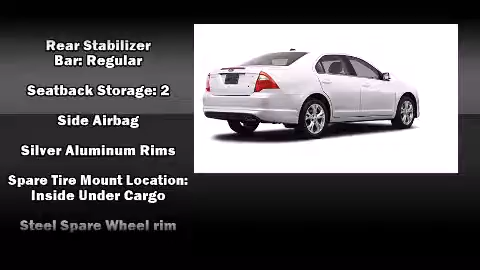 Rear Stabilizer
Bar: Regular
Seatback Storage: 2
Side Airbag
Silver Aluminum Rims
Spare Tire Mount Location:
Inside Under Cargo
Steel Spare Wheel rim